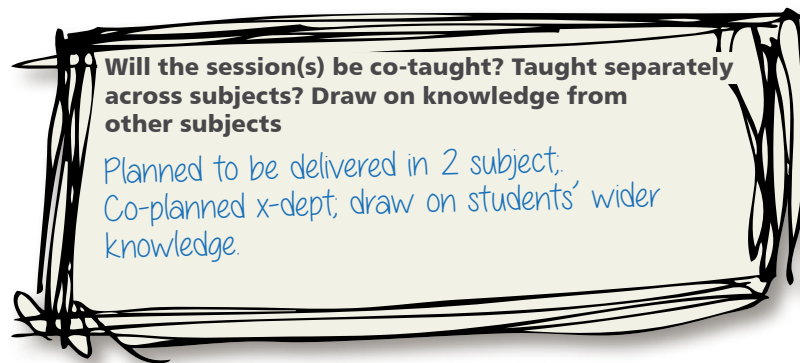 Will the session(s) be co-taught? Taught separately
across subjects? Draw on knowledge from
other subjects
Planned to be delivered in 2 subject;.
Co-planned x-dept; draw on students' wider
knowledge.